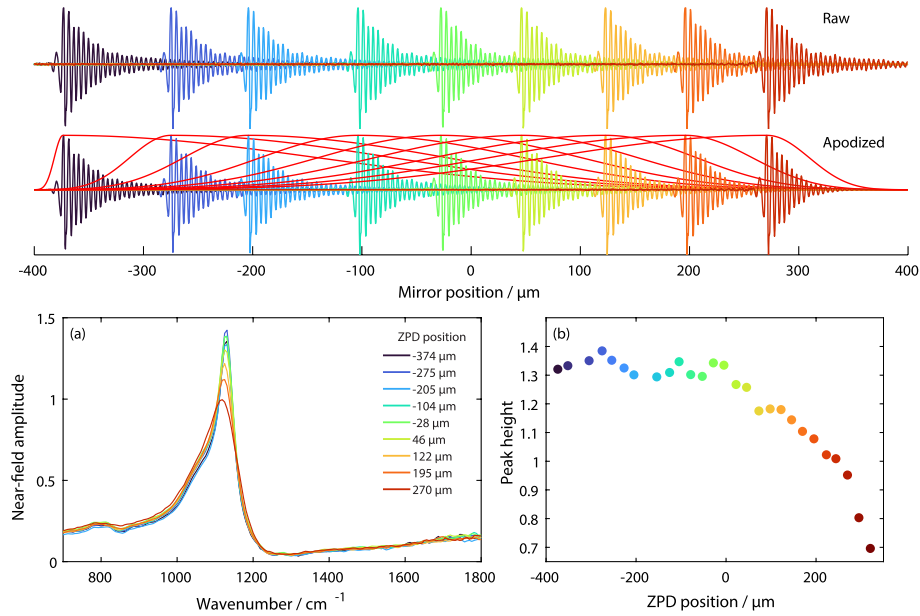 Raw
Apodized
-400 -300 -200 -100 0 100 200 300 400
Mirror position / µm
(a)
ZPD position
-374 µm
-275 µm
-205 µm
-104 µm
-28 µm
46 µm
122 µm
195 µm
270 µm
1.5
1
0.5
0
Near-field amplitude
800 1000 1200 1400 1600 1800
Wavenumber / cm -1
(b)
1.5
1.4
1.3
1.2
1.1
1
0.9
0.8
0.7
Peak height
-400 -200 0 200
ZPD position / µm